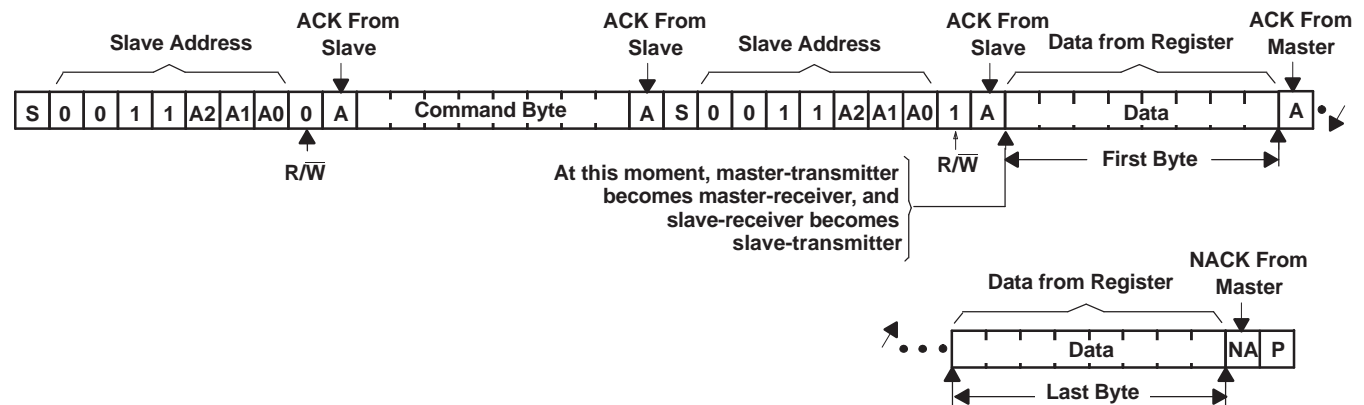 ACK From
Slave
ACK From
Slave
ACK From
Slave
ACK From
Master
Slave Address
Slave Address
Data from Register
S 0 0 1 1 A2 A1 A0 0 A Command Byte A S 0 0 1 1 A2 A1 A0 1 A Data A
R/W̅
R/W̅
First Byte
At this moment, master-transmitter
becomes master-receiver, and
slave-receiver becomes
slave-transmitter
NACK From
Master
Data from Register
Data NA P
Last Byte